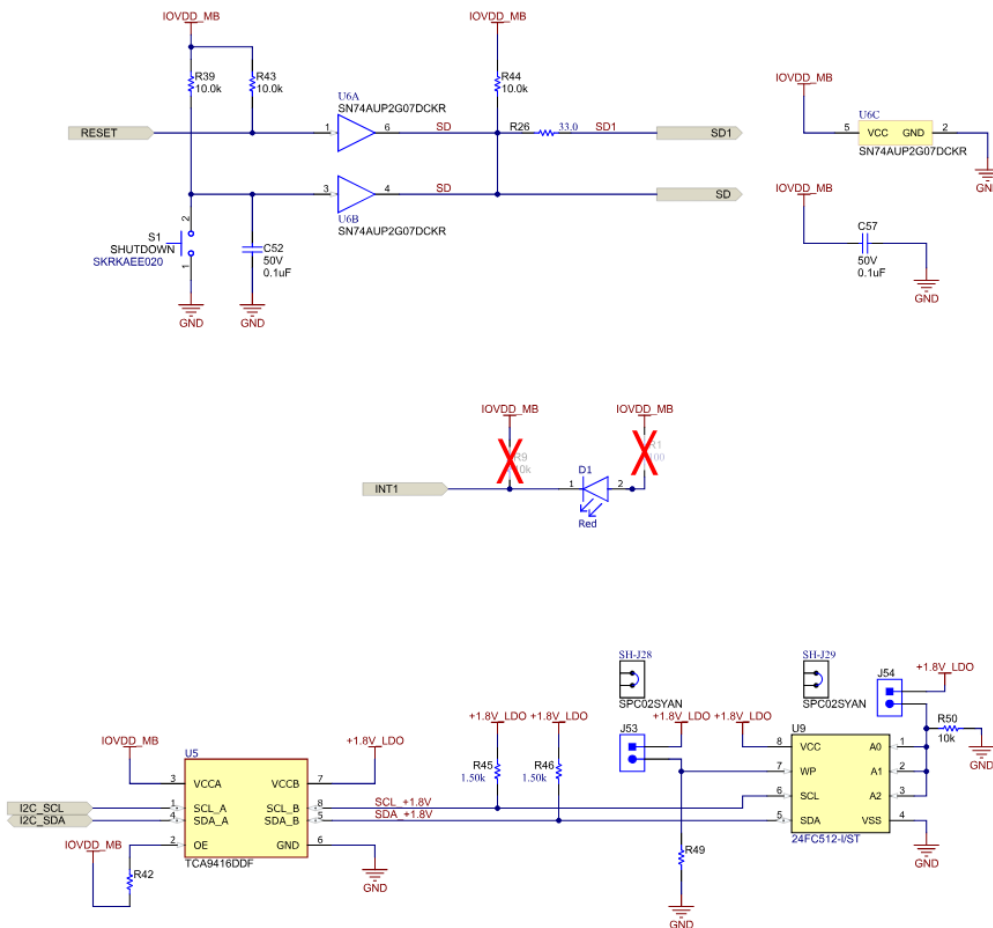 IOVDD_MB
IOVDD_MB
R39
10.0k
R43
10.0k
R44
10.0k
IOVDD_MB
U6A
SN74AUP2G07DCKR
RESET
1
6
SD
R26
33.0
SD1
SD1
U6C
5
VCC
GND
2
SN74AUP2G07DCKR
GND
3
4
SD
SD
U6B
SN74AUP2G07DCKR
IOVDD_MB
2
S1
SHUTDOWN
SKRKAEE020
1
C52
50V
0.1uF
C57
50V
0.1uF
GND
GND
GND
IOVDD_MB
IOVDD_MB
R9
10k
R1
100
INT1
1
D1
2
Red
SH-J28
SPC02SYAN
SH-J29
SPC02SYAN
J54
+1.8V_LDO
+1.8V_LDO
+1.8V_LDO
J53
+1.8V_LDO
+1.8V_LDO
R50
10k
GND
IOVDD_MB
U5
+1.8V_LDO
R45
1.50k
R46
1.50k
U9
8
VCC
A0
1
7
WP
A1
2
6
SCL
A2
3
5
SDA
VSS
4
24FC512-I/ST
GND
3
VCCA
VCCB
7
I2C_SCL
1
SCL_A
SCL_B
8
SCL_+1.8V
I2C_SDA
4
SDA_A
SDA_B
5
SDA_+1.8V
IOVDD_MB
2
OE
GND
6
TCA9416DDF
R42
GND
R49
GND